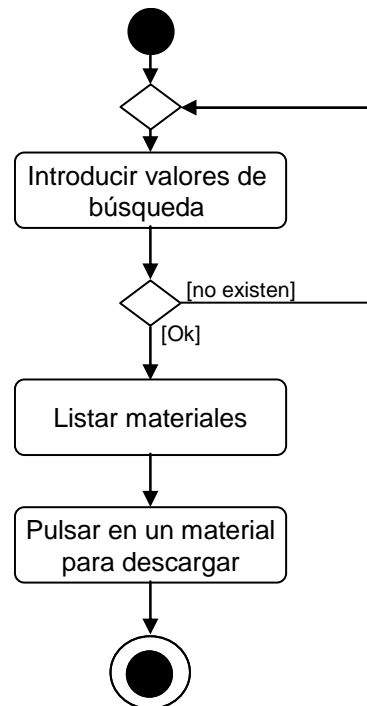 Introducir valores de
búsqueda
[no existen]
[Ok]
Listar materiales
Pulsar en un material
para descargar